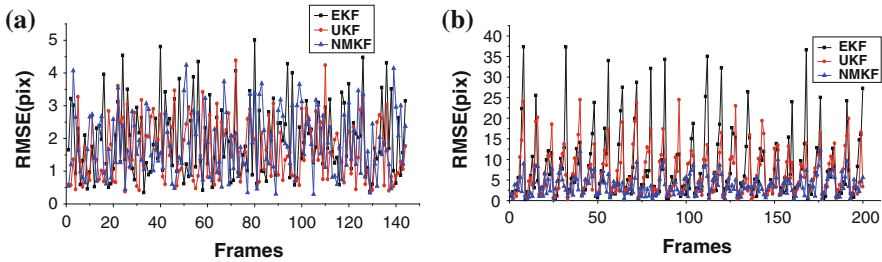 (a)
RMSE(pix)
5
4
3
2
1
0
0 20 40 60 80 100 120 140
Frames
EKF
UKF
NMKF
(b)
RMSE(pix)
40
35
30
25
20
15
10
5
0
0 50 100 150 200
Frames
EKF
UKF
NMKF